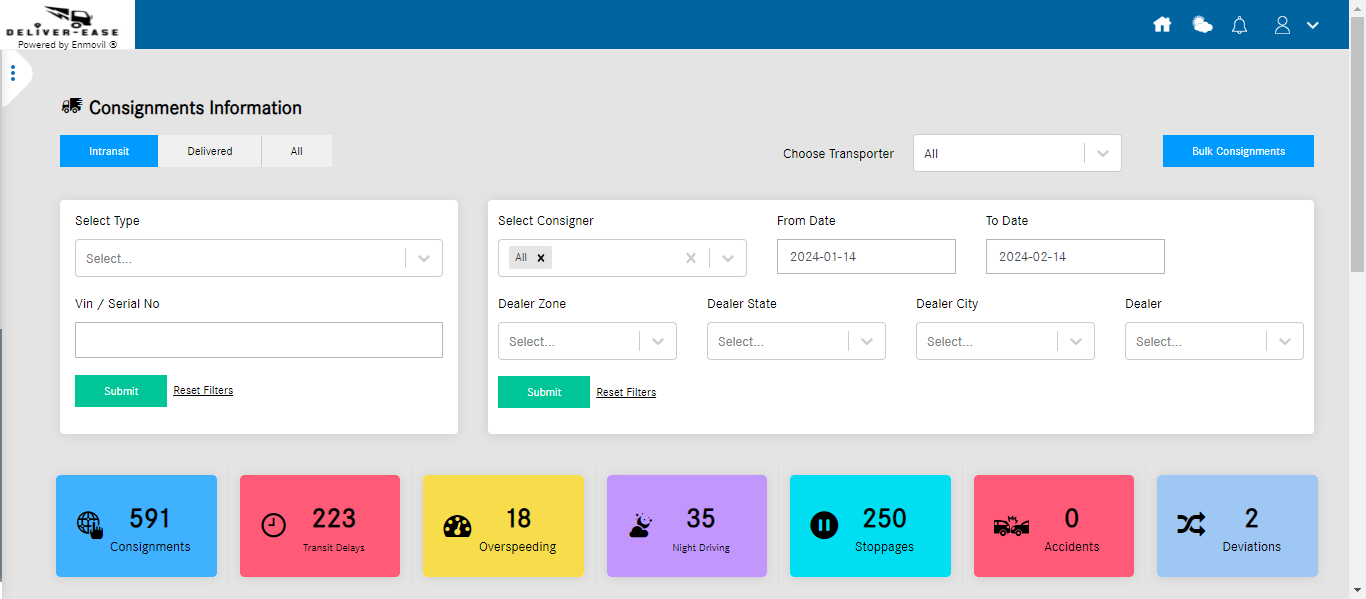 DELIVER-EASE
Powered by Enmovil ®
Consignments Information
Intransit Delivered All
Choose Transporter All Bulk Consignments
Select Type
Select...
Vin / Serial No
Submit Reset Filters
Select Consigner From Date To Date
All 2024-01-14 2024-02-14
Dealer Zone Dealer State Dealer City Dealer
Select... Select... Select... Select...
Submit Reset Filters
591
Consignments
223
Transit Delays
18
Overspeeding
35
Night Driving
250
Stoppages
0
Accidents
2
Deviations